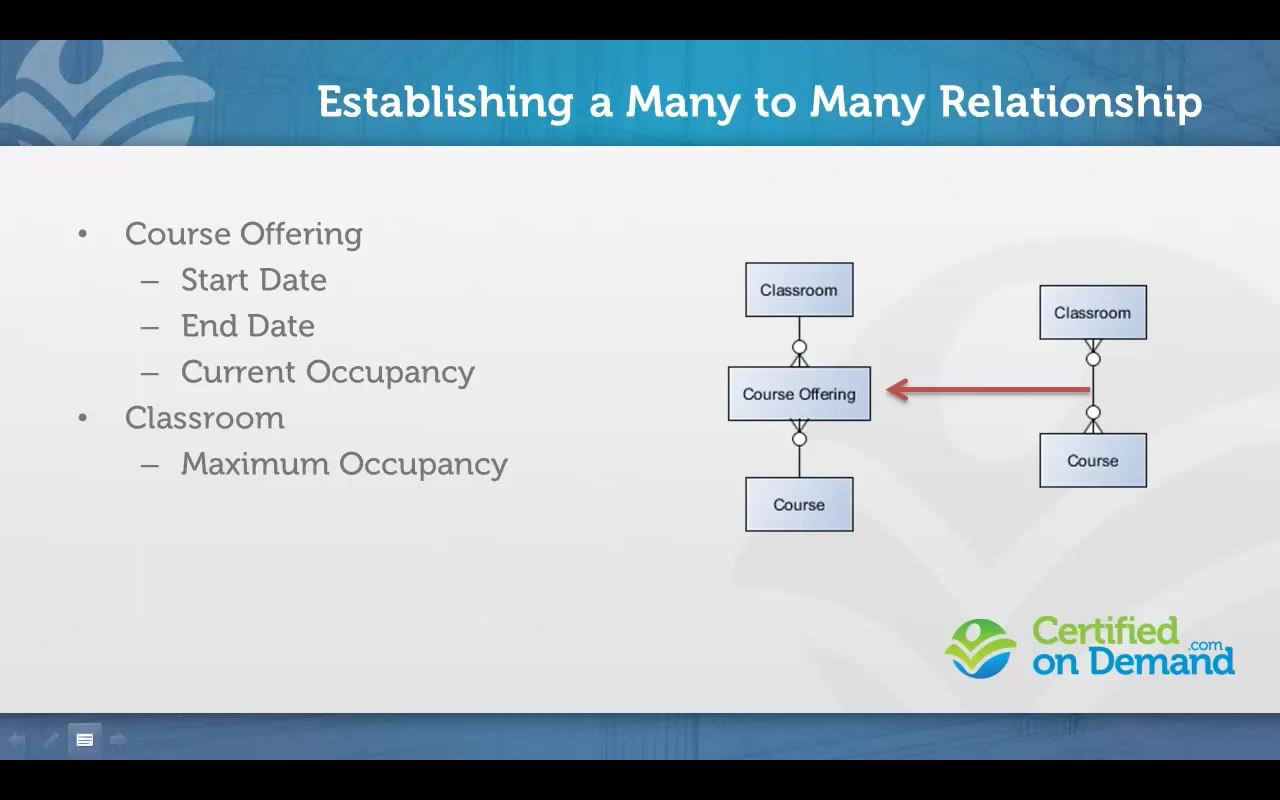 Establishing a Many to Many Relationship
• Course Offering
– Start Date
– End Date
– Current Occupancy
• Classroom
– Maximum Occupancy
Classroom
Course Offering
Course
Classroom
Course
Certified
on Demand.com